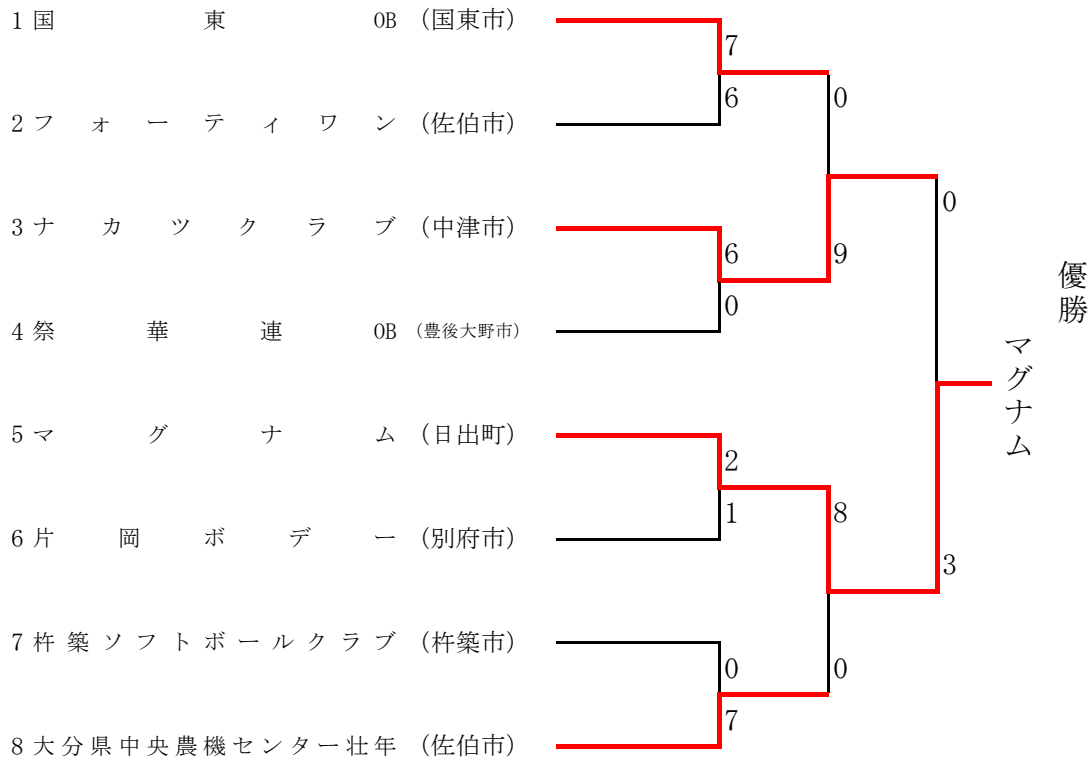 1 国東OB (国東市)
7
6
0
2 フォーティワン (佐伯市)
0
3 ナカツクラブ (中津市)
6
0
9
4 祭華連OB (豊後大野市)
優勝
マグナム
5 マグナム (日出町)
2
1
8
6 片岡ボデー (別府市)
3
7 杵築ソフトボールクラブ (杵築市)
0
7
0
8 大分県中央農機センター壮年 (佐伯市)